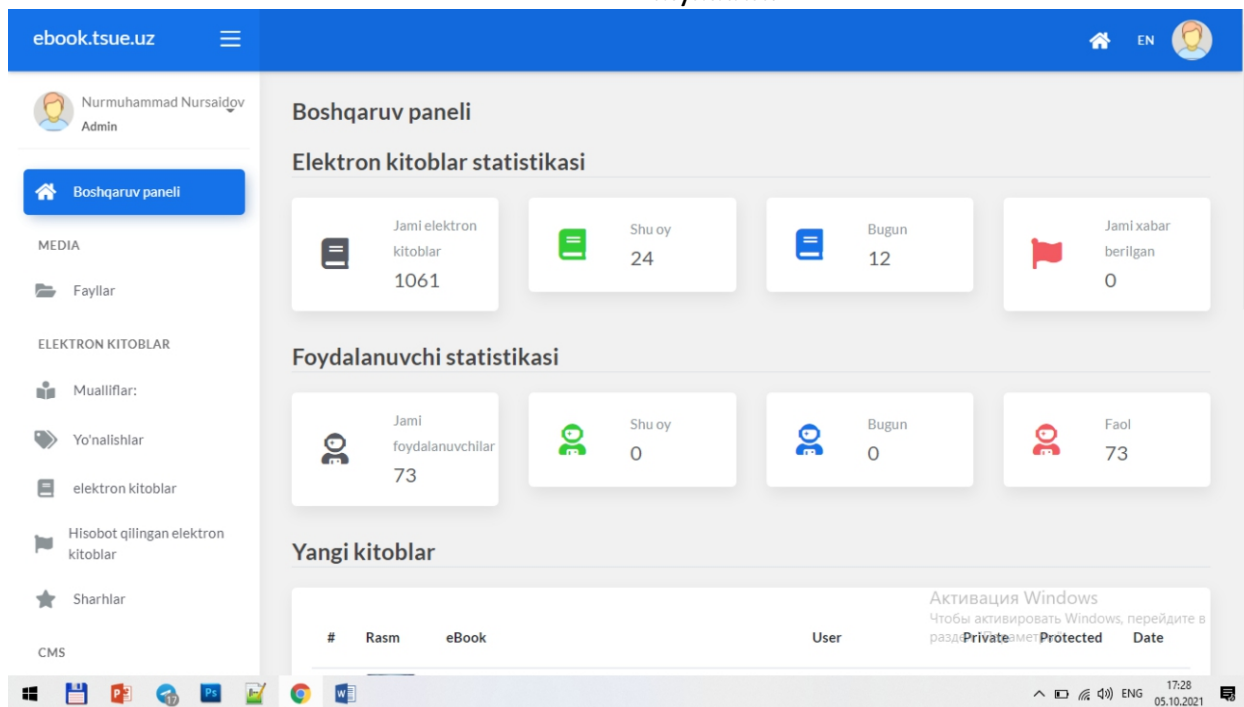 ebook.tsue.uz
EN
Nurmuhammad Nursaidov
Admin
Boshqaruv paneli
MEDIA
Fayllar
ELEKTRON KITOBLAR
Mualliflar:
Yo'nalishlar
elektron kitoblar
Hisobot qilingan elektron
kitoblar
Sharhlar
CMS
Boshqaruv paneli
Elektron kitoblar statistikasi
Jami elektron
kitoblar
1061
Shu oy
24
Bugun
12
Jami xabar
berilgan
0
Foydalanuvchi statistikasi
Jami
foydalanuvchilar
73
Shu oy
0
Bugun
0
Faol
73
Yangi kitoblar
# Rasm eBook User Private Protected Date
Активация Windows
Чтобы активировать Windows, перейдите в
раздел
ENG
17:28
05.10.2021